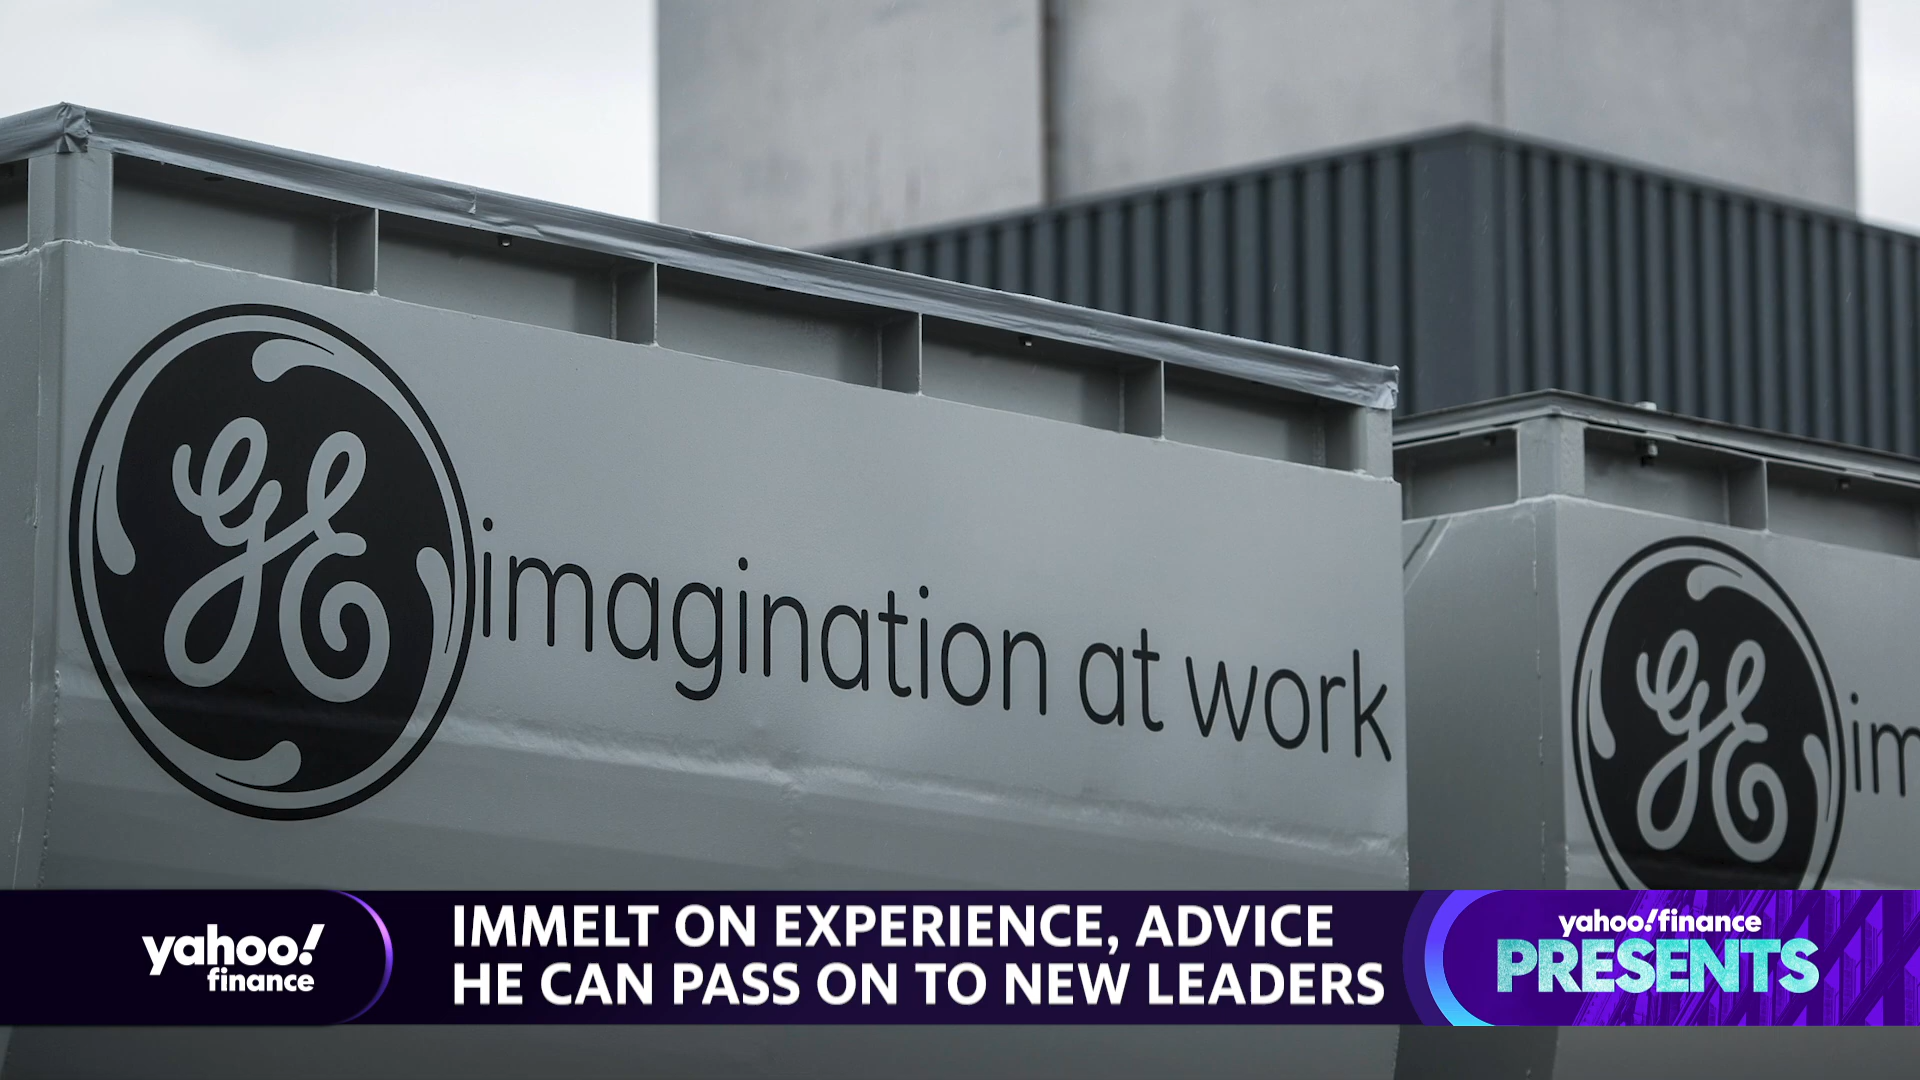 GE imagination at work
GE im
yahoo!
finance
IMMELT ON EXPERIENCE, ADVICE
HE CAN PASS ON TO NEW LEADERS
yahoo!finance
PRESENTS